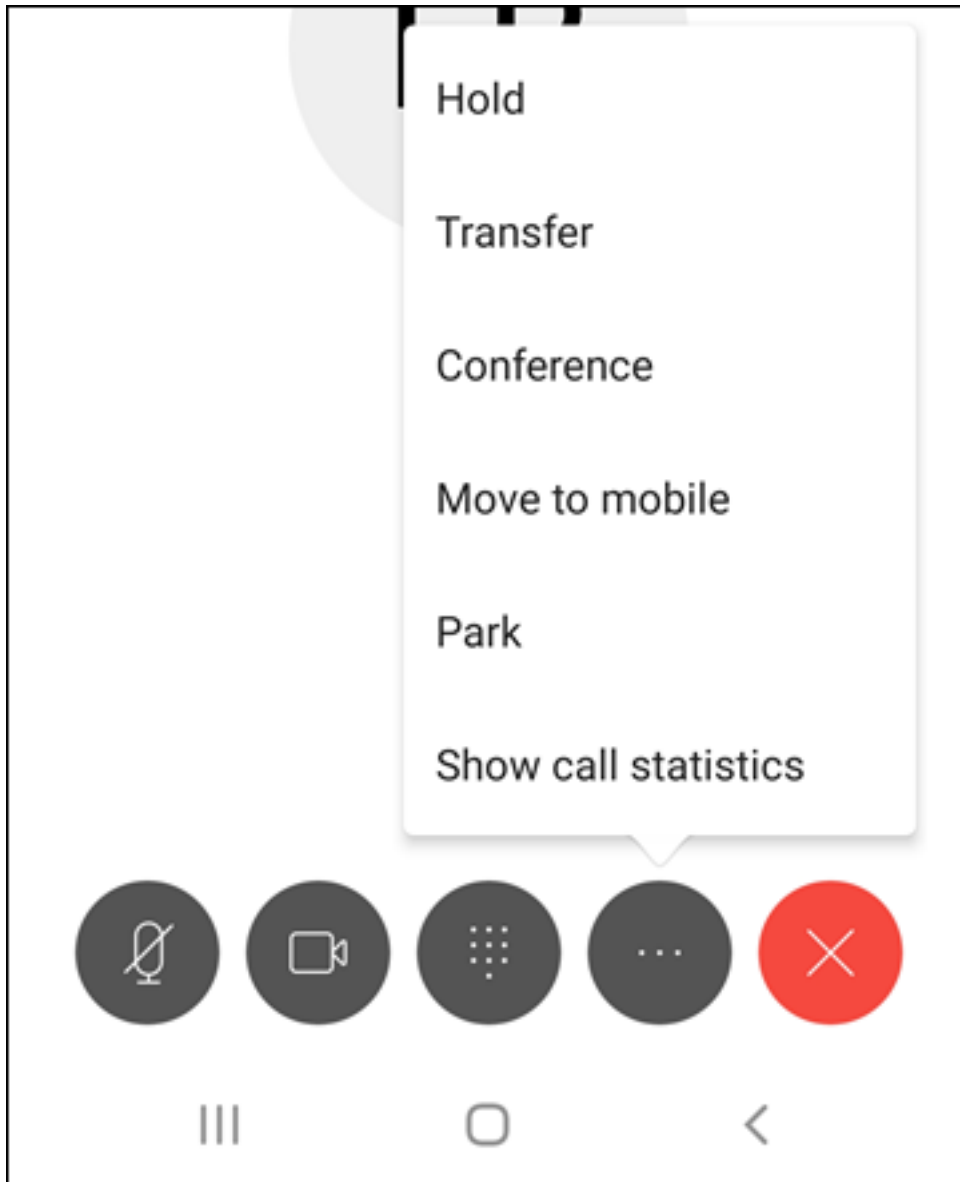 Hold
Transfer
Conference
Move to mobile
Park
Show call statistics